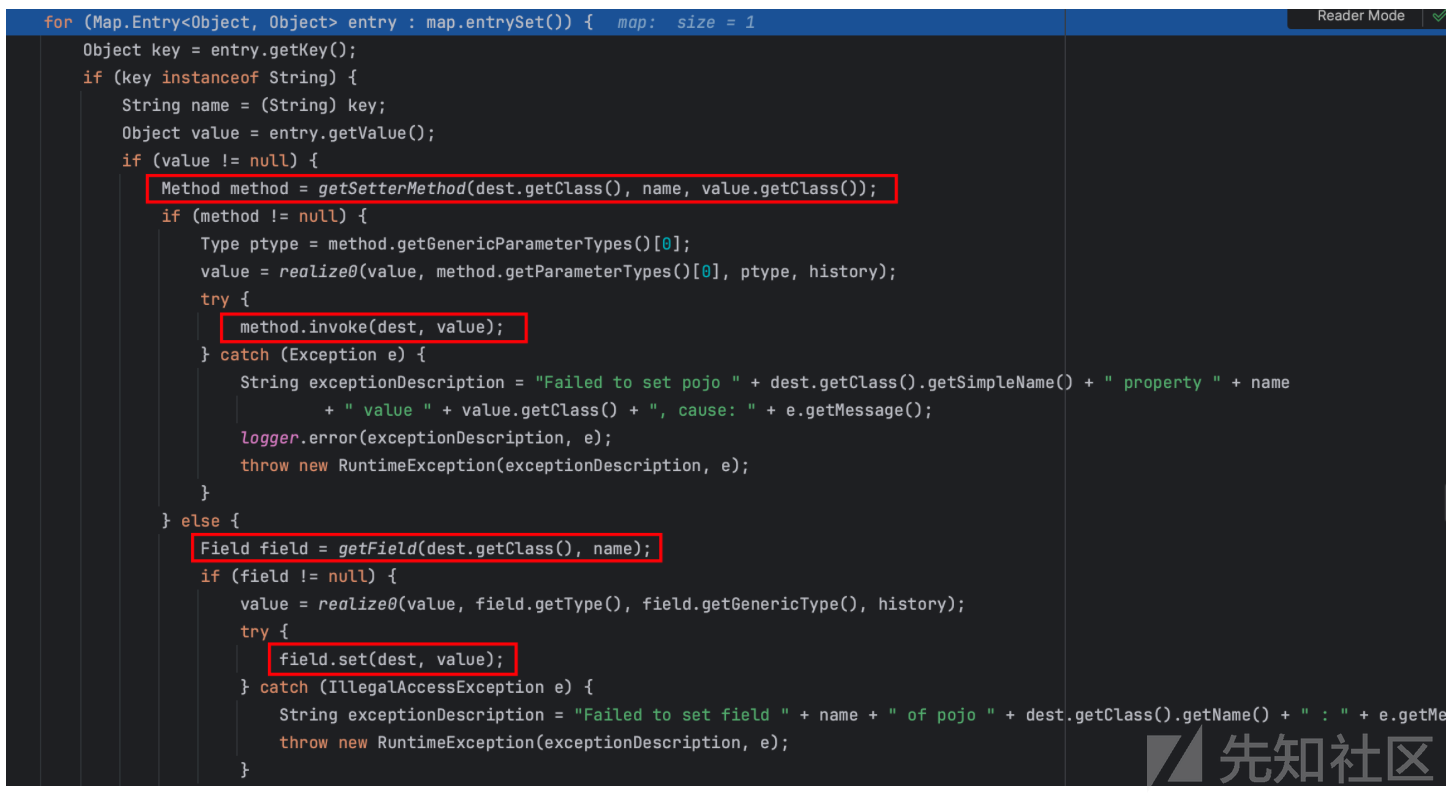 for (Map.Entry<Object, Object> entry : map.entrySet()) {   map:  size = 1
Reader Mode
Object key = entry.getKey();
if (key instanceof String) {
String name = (String) key;
Object value = entry.getValue();
if (value != null) {
Method method = getSetterMethod(dest.getClass(), name, value.getClass());
if (method != null) {
Type ptype = method.getGenericParameterTypes()[0];
value = realize0(value, method.getParameterTypes()[0], ptype, history);
try {
method.invoke(dest, value);
} catch (Exception e) {
String exceptionDescription = "Failed to set pojo " + dest.getClass().getSimpleName() + " property " + name
+ " value " + value.getClass() + ", cause: " + e.getMessage();
logger.error(exceptionDescription, e);
throw new RuntimeException(exceptionDescription, e);
}
} else {
Field field = getField(dest.getClass(), name);
if (field != null) {
value = realize0(value, field.getType(), field.getGenericType(), history);
try {
field.set(dest, value);
} catch (IllegalAccessException e) {
String exceptionDescription = "Failed to set field " + name + " of pojo " + dest.getClass().getName() + " : " + e.getMe
throw new RuntimeException(exceptionDescription, e);
}
先知社区